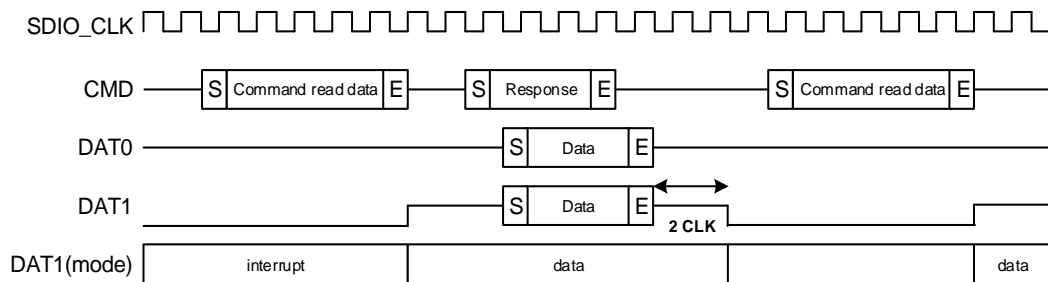 SDIO_CLK
CMD S Command read data E S Response E S Command read data E
DAT0 S Data E
DAT1 S Data E
2 CLK
DAT1(mode) interrupt data data